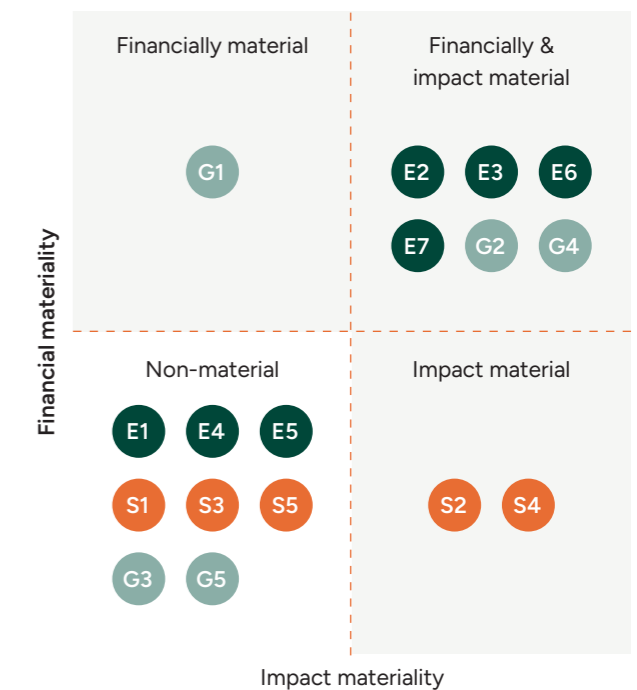 Financially material
Financially &
impact material
G1
E2 E3 E6
E7 G2 G4
Financial materiality
Non-material
Impact material
E1 E4 E5
S1 S3 S5
S2 S4
G3 G5
Impact materiality